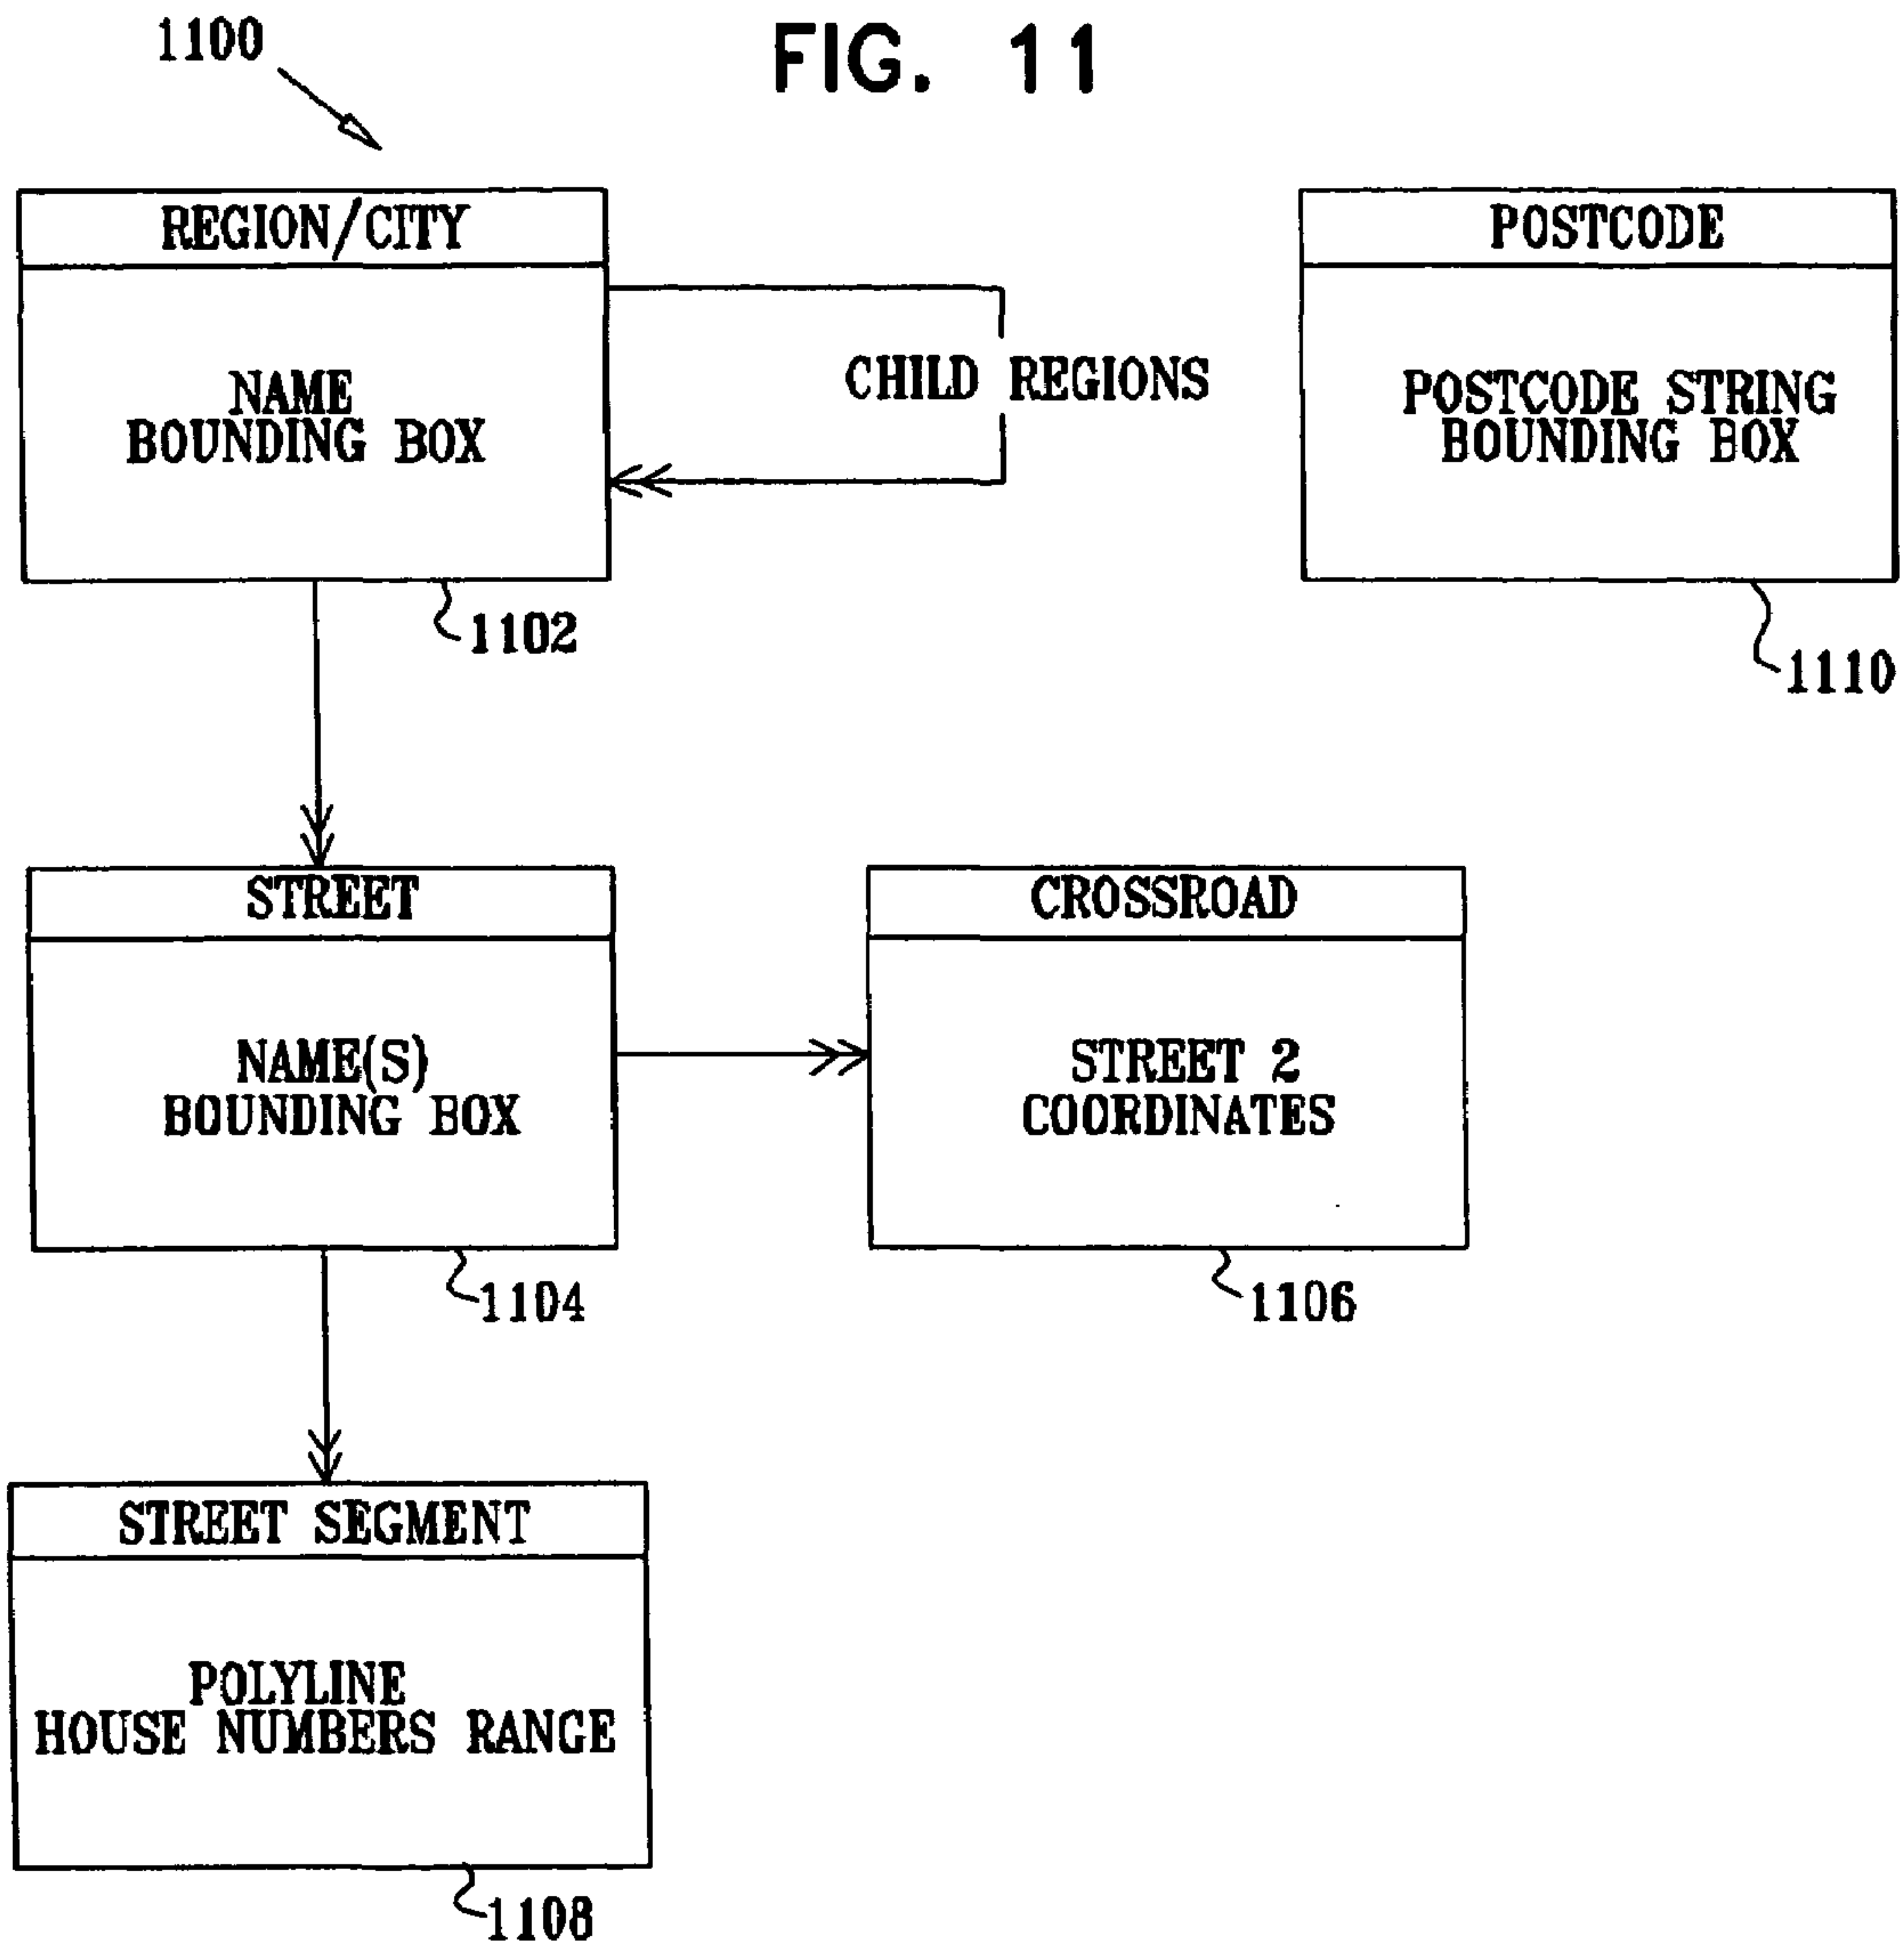 1100
FIG. 11
REGION/CITY
NAME
BOUNDING BOX
CHILD REGIONS
1102
POSTCODE
POSTCODE STRING
BOUNDING BOX
1110
STREET
NAME(S)
BOUNDING BOX
1104
CROSSROAD
STREET 2
COORDINATES
1106
STREET SEGMENT
POLYLINE
HOUSE NUMBERS RANGE
1108